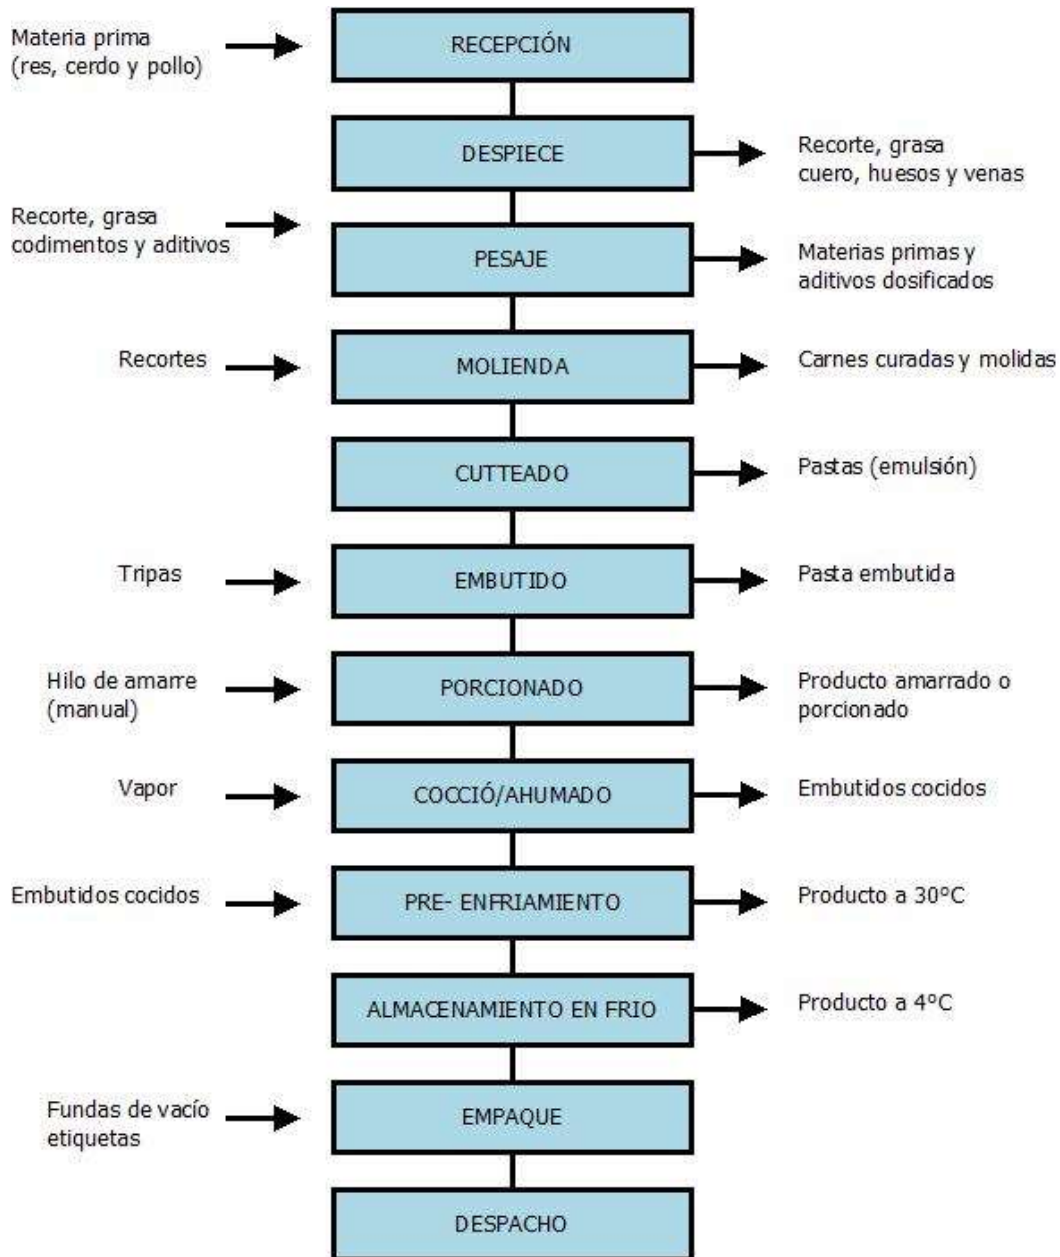 Materia prima
(res, cerdo y pollo)
RECEPCIÓN
DESPIECE
Recorte, grasa
cuero, huesos y venas
Recorte, grasa
codimentos y aditivos
PESAJE
Materias primas y
aditivos dosificados
Recortes
MOLIENDA
Carnes curadas y molidas
CUTTEADO
Pastas (emulsión)
Tripas
EMBUTIDO
Pasta embutida
Hilo de amarre
(manual)
PORCIONADO
Producto amarrado o
porcionado
Vapor
COCCIÓ/AHUMADO
Embutidos cocidos
Embutidos cocidos
PRE- ENFRIAMIENTO
Producto a 30ºC
ALMACENAMIENTO EN FRIO
Producto a 4ºC
Fundas de vacío
etiquetas
EMPAQUE
DESPACHO